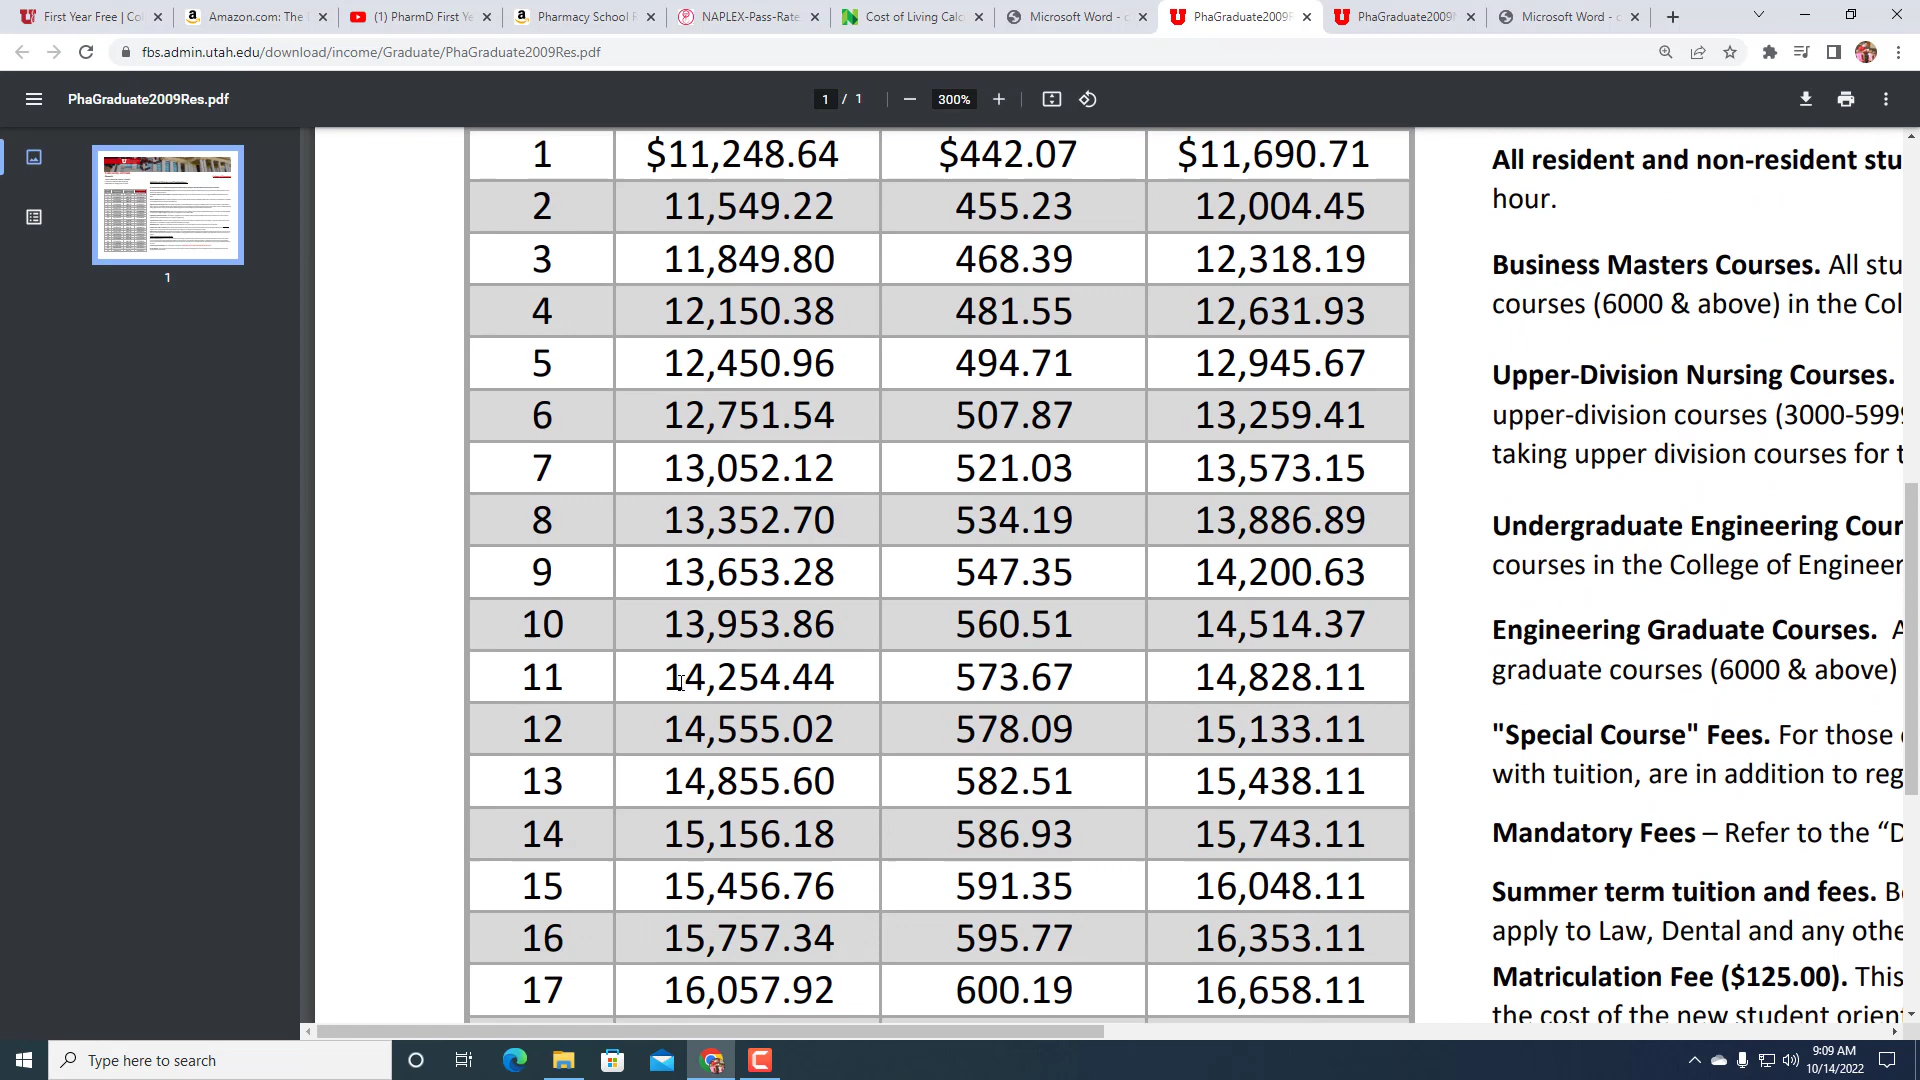 First Year Free | Co
Amazon.com: The
(1) PharmD First Ye
Pharmacy School
NAPLEX-Pass-Rate
Cost of Living Calc
Microsoft Word - c
PhaGraduate2009R
PhaGraduate2009
Microsoft Word - c
fbs.admin.utah.edu/download/income/Graduate/PhaGraduate2009Res.pdf
PhaGraduate2009Res.pdf
1 / 1
300%
1
1 $11,248.64 $442.07 $11,690.71
2 11,549.22 455.23 12,004.45
3 11,849.80 468.39 12,318.19
4 12,150.38 481.55 12,631.93
5 12,450.96 494.71 12,945.67
6 12,751.54 507.87 13,259.41
7 13,052.12 521.03 13,573.15
8 13,352.70 534.19 13,886.89
9 13,653.28 547.35 14,200.63
10 13,953.86 560.51 14,514.37
11 14,254.44 573.67 14,828.11
12 14,555.02 578.09 15,133.11
13 14,855.60 582.51 15,438.11
14 15,156.18 586.93 15,743.11
15 15,456.76 591.35 16,048.11
16 15,757.34 595.77 16,353.11
17 16,057.92 600.19 16,658.11
All resident and non-resident stu
hour.
Business Masters Courses. All stu
courses (6000 & above) in the Col
Upper-Division Nursing Courses.
upper-division courses (3000-599
taking upper division courses for t
Undergraduate Engineering Cour
courses in the College of Engineer
Engineering Graduate Courses. A
graduate courses (6000 & above)
"Special Course" Fees. For those
with tuition, are in addition to reg
Mandatory Fees – Refer to the “D
Summer term tuition and fees. Be
apply to Law, Dental and any othe
Matriculation Fee ($125.00). This
the cost of the new student orien
Type here to search
9:09 AM
10/14/2022